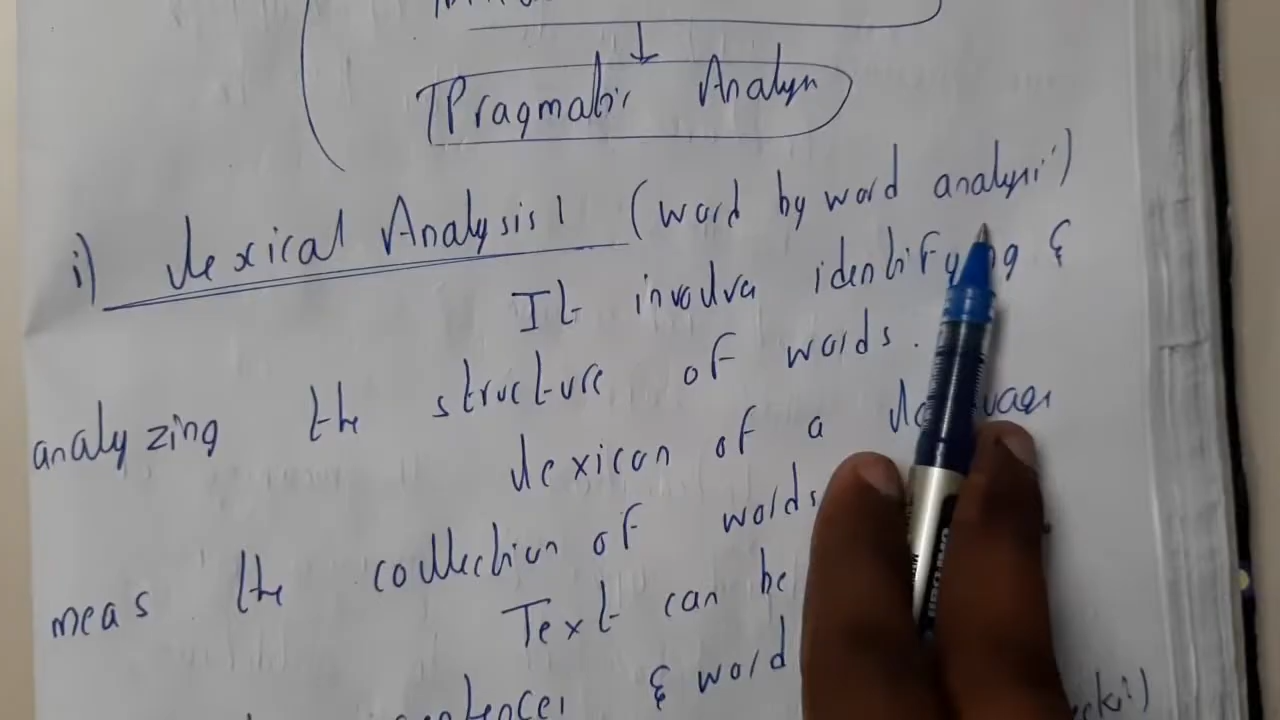 Pragmatic Analysis
i) Lexical Analysis! (word by word analysis)
It involves identifying &
analyzing the structure of words.
Lexicon of a
meas the collection of words
Text can be
& word